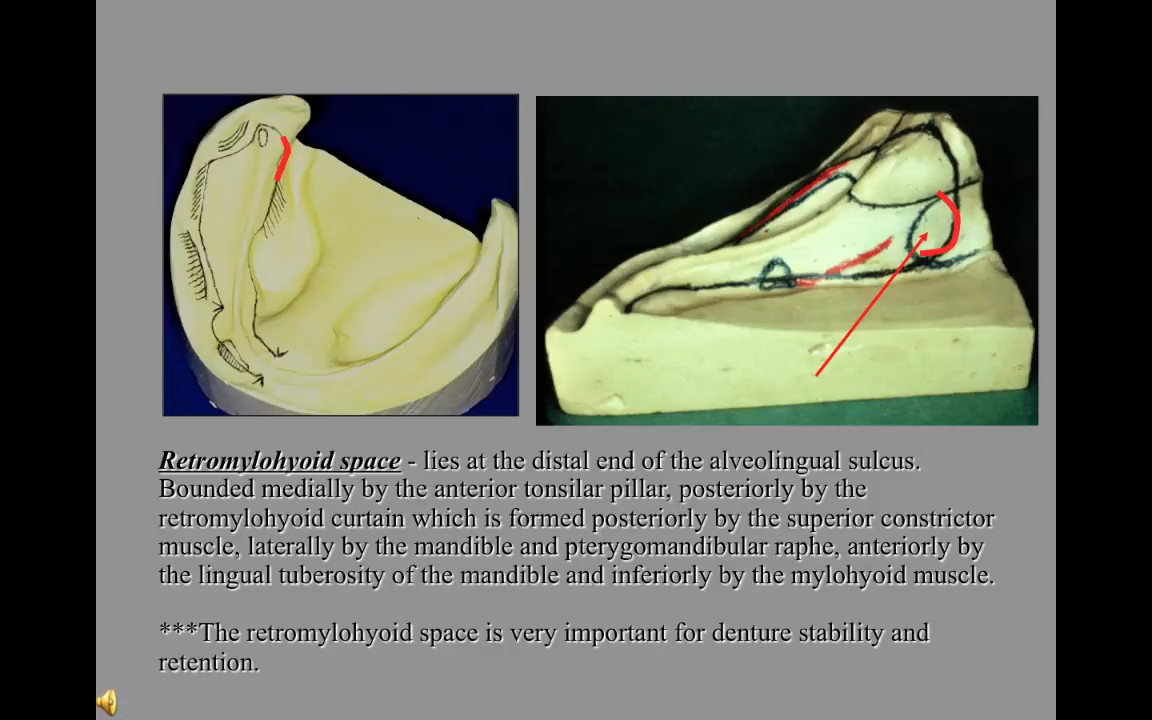 Retromylohyoid space - lies at the distal end of the alveolingual sulcus.
Bounded medially by the anterior tonsilar pillar, posteriorly by the
retromylohyoid curtain which is formed posteriorly by the superior constrictor
muscle, laterally by the mandible and pterygomandibular raphe, anteriorly by
the lingual tuberosity of the mandible and inferiorly by the mylohyoid muscle.
***The retromylohyoid space is very important for denture stability and
retention.